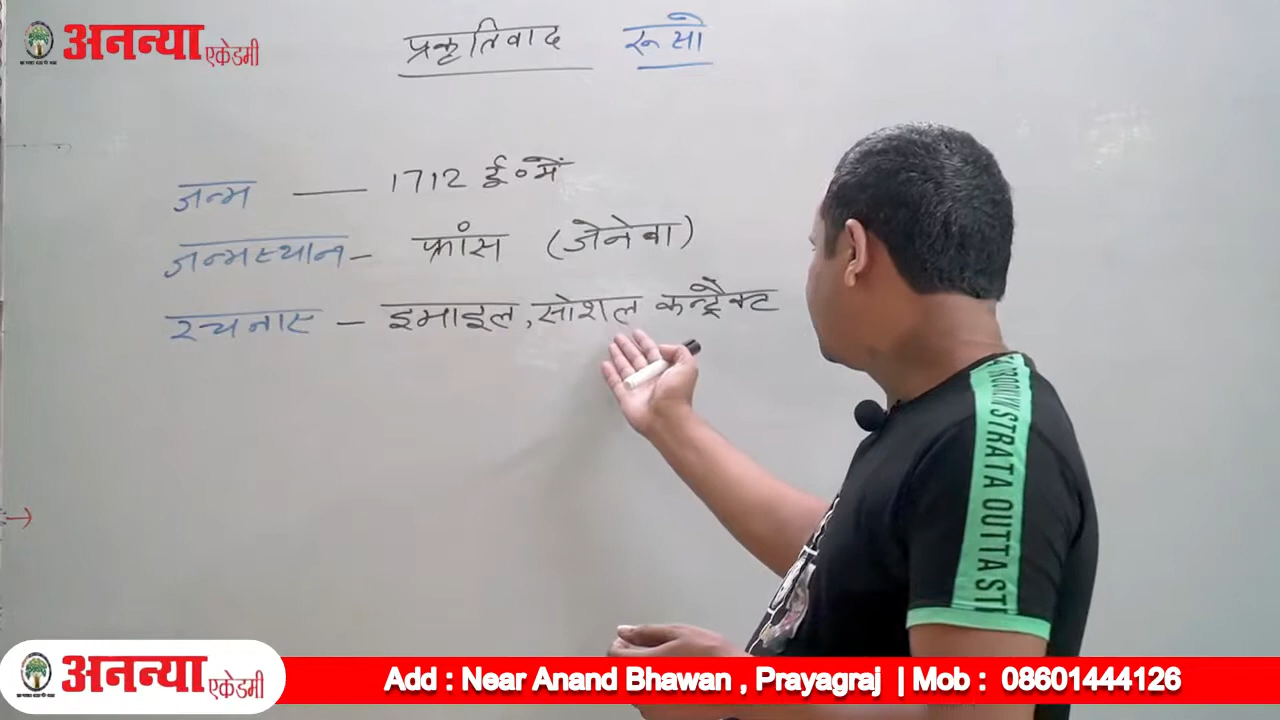 अनन्या एकेडमी
प्रकृतिवाद रूसो
जन्म — 1712 ई०में
जन्मस्थान - फ्रांस (जेनेवा)
रचनाए - इमाइल, सोशल कन्ट्रैक्ट
STRATA OUTTA
अनन्या एकेडमी
Add : Near Anand Bhawan , Prayagraj | Mob : 08601444126